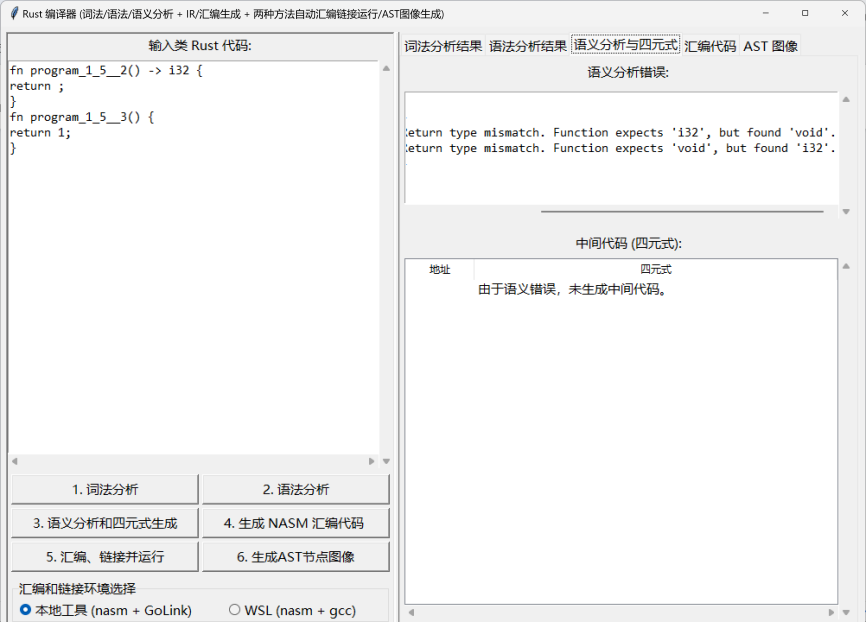 Rust 编译器 (词法/语法/语义分析 + IR/汇编生成 + 两种方法自动汇编链接运行/AST图像生成)
输入类 Rust 代码:
fn program_1_5__2() -> i32 {
return ;
}
fn program_1_5__3() {
return 1;
}
1. 词法分析
2. 语法分析
3. 语义分析和四元式生成
4. 生成 NASM 汇编代码
5. 汇编、链接并运行
6. 生成AST节点图像
汇编和链接环境选择
本地工具 (nasm + GoLink)
WSL (nasm + gcc)
词法分析结果
语法分析结果
语义分析与四元式
汇编代码
AST 图像
语义分析错误:
eturn type mismatch. Function expects 'i32', but found 'void'.
eturn type mismatch. Function expects 'void', but found 'i32'.
中间代码 (四元式):
地址
四元式
由于语义错误，未生成中间代码。